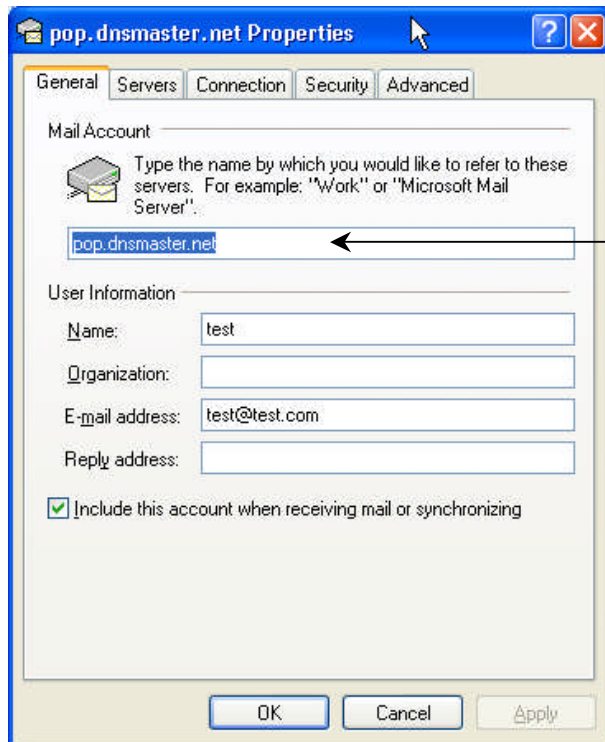 pop.dnsmaster.net Properties
General Servers Connection Security Advanced
Mail Account
Type the name by which you would like to refer to these
servers. For example: "Work" or "Microsoft Mail
Server".
pop.dnsmaster.net
User Information
Name: test
Organization:
E-mail address: test@test.com
Reply address:
Include this account when receiving mail or synchronizing
OK Cancel Apply